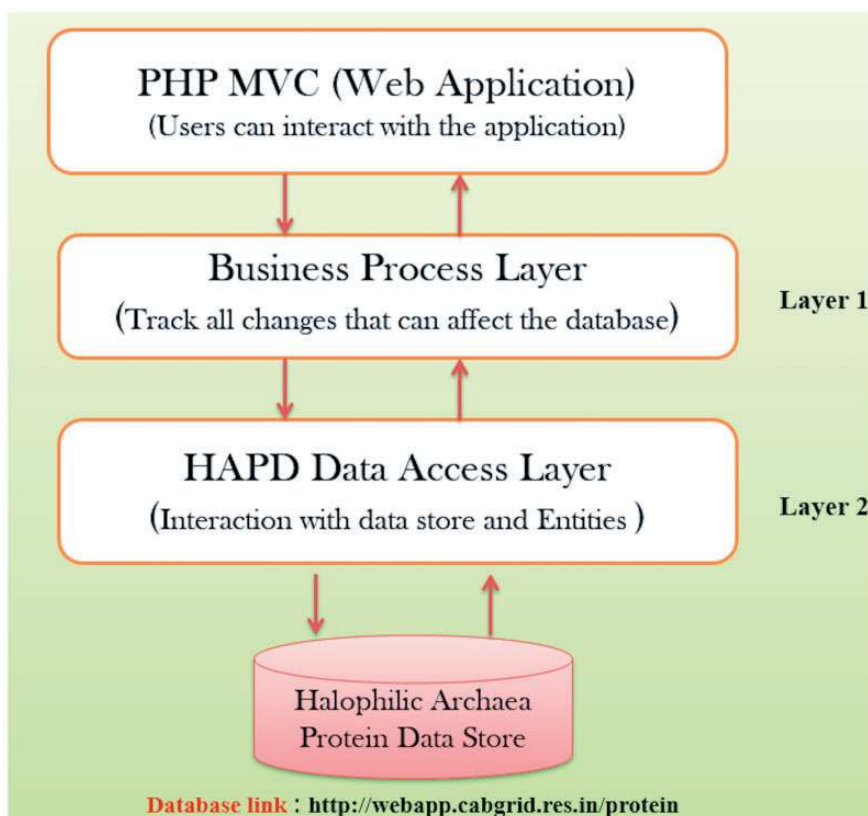 PHP MVC (Web Application)
(Users can interact with the application)
Business Process Layer
(Track all changes that can affect the database)
Layer 1
HAPD Data Access Layer
(Interaction with data store and Entities )
Layer 2
Halophilic Archaea
Protein Data Store
Database link : http://webapp.cabgrid.res.in/protein